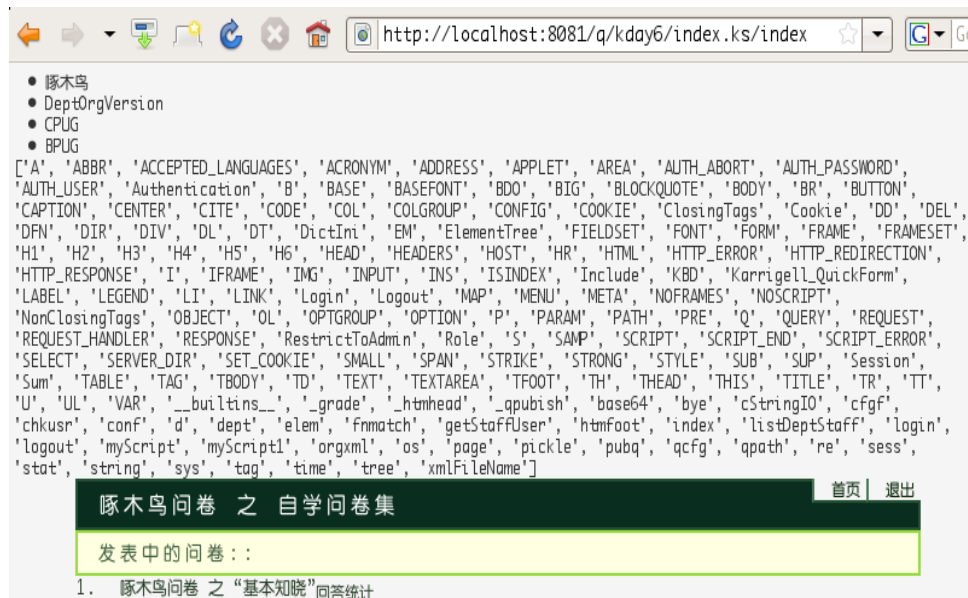 http://localhost:8081/q/kday6/index.ks/index
G
Go
啄木鸟
DeptOrgVersion
CPUG
BPUG
['A', 'ABBR', 'ACCEPTED_LANGUAGES', 'ACRONYM', 'ADDRESS', 'APPLET', 'AREA', 'AUTH_ABORT', 'AUTH_PASSWORD',
'AUTH_USER', 'Authentication', 'B', 'BASE', 'BASEFONT', 'BDO', 'BIG', 'BLOCKQUOTE', 'BODY', 'BR', 'BUTTON',
'CAPTION', 'CENTER', 'CITE', 'CODE', 'COL', 'COLGROUP', 'CONFIG', 'COOKIE', 'ClosingTags', 'Cookie', 'DD', 'DEL',
'DFN', 'DIR', 'DIV', 'DL', 'DT', 'DictIni', 'EM', 'ElementTree', 'FIELDSET', 'FONT', 'FORM', 'FRAME', 'FRAMESET',
'H1', 'H2', 'H3', 'H4', 'H5', 'H6', 'HEAD', 'HEADERS', 'HOST', 'HR', 'HTML', 'HTTP_ERROR', 'HTTP_REDIRECTION',
'HTTP_RESPONSE', 'I', 'IFRAME', 'IMG', 'INPUT', 'INS', 'ISINDEX', 'Include', 'KBD', 'Karrigell_QuickForm',
'LABEL', 'LEGEND', 'LI', 'LINK', 'Login', 'Logout', 'MAP', 'MENU', 'META', 'NOFRAMES', 'NOSCRIPT',
'NonClosingTags', 'OBJECT', 'OL', 'OPTGROUP', 'OPTION', 'P', 'PARAM', 'PATH', 'PRE', 'Q', 'QUERY', 'REQUEST',
'REQUEST_HANDLER', 'RESPONSE', 'RestrictToAdmin', 'Role', 'S', 'SAMP', 'SCRIPT', 'SCRIPT_END', 'SCRIPT_ERROR',
'SELECT', 'SERVER_DIR', 'SET_COOKIE', 'SMALL', 'SPAN', 'STRIKE', 'STRONG', 'STYLE', 'SUB', 'SUP', 'Session',
'Sum', 'TABLE', 'TAG', 'TBODY', 'TD', 'TEXT', 'TEXTAREA', 'TFOOT', 'TH', 'THEAD', 'THIS', 'TITLE', 'TR', 'TT',
'U', 'UL', 'VAR', '__builtins__', '_grade', '_htmhead', '_qpubish', 'base64', 'bye', 'cStringIO', 'cfgf',
'chkusr', 'conf', 'd', 'dept', 'elem', 'fnmatch', 'getStaffUser', 'htmfoot', 'index', 'listDeptStaff', 'login',
'logout', 'myScript', 'myScript1', 'orgxml', 'os', 'page', 'pickle', 'pubq', 'qcfg', 'qpath', 're', 'sess',
'stat', 'string', 'sys', 'tag', 'time', 'tree', 'xmlFileName']
首页 | 退出
啄木鸟问卷 之 自学问卷集
发表中的问卷::
1. 啄木鸟问卷 之 “基本知晓”回答统计